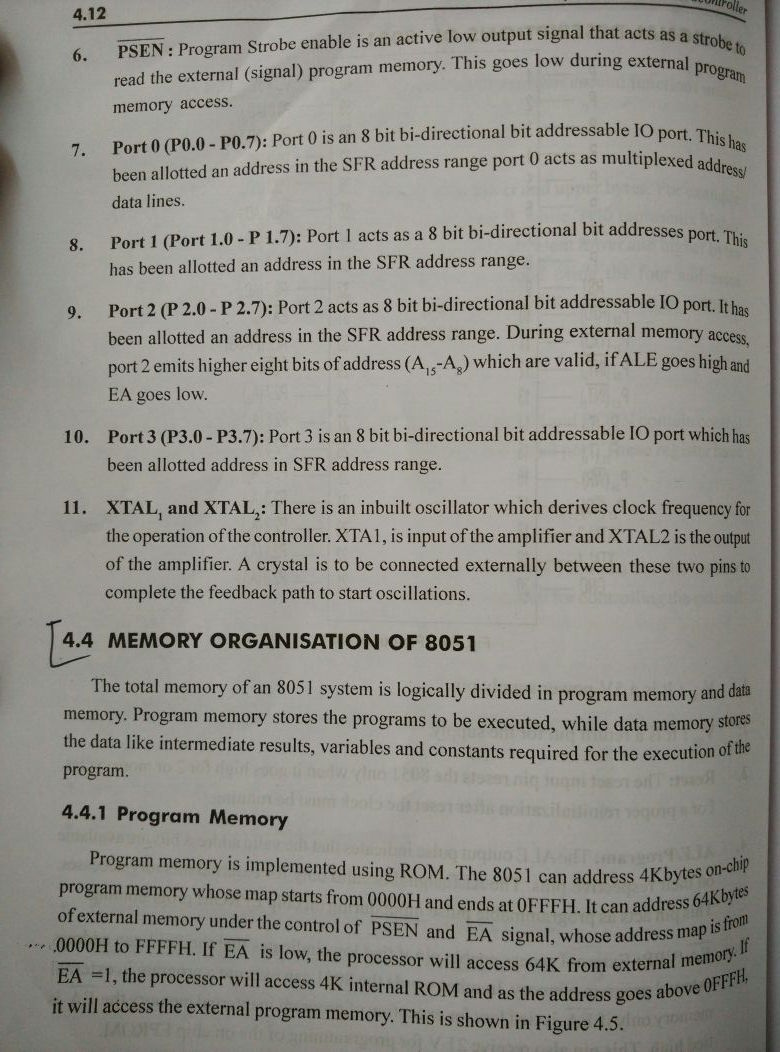 4.12
ontroller
6. PSEN : Program Strobe enable is an active low output signal that acts as a strobe to
read the external (signal) program memory. This goes low during external program
memory access.
7. Port 0 (P0.0 - P0.7): Port 0 is an 8 bit bi-directional bit addressable IO port. This has
been allotted an address in the SFR address range port 0 acts as multiplexed address/
data lines.
8. Port 1 (Port 1.0 - P 1.7): Port 1 acts as a 8 bit bi-directional bit addresses port. This
has been allotted an address in the SFR address range.
9. Port 2 (P 2.0 - P 2.7): Port 2 acts as 8 bit bi-directional bit addressable IO port. It has
been allotted an address in the SFR address range. During external memory access,
port 2 emits higher eight bits of address (A₁₅-A₈) which are valid, if ALE goes high and
EA goes low.
10. Port 3 (P3.0 - P3.7): Port 3 is an 8 bit bi-directional bit addressable IO port which has
been allotted address in SFR address range.
11. XTAL₁ and XTAL₂: There is an inbuilt oscillator which derives clock frequency for
the operation of the controller. XTA1, is input of the amplifier and XTAL2 is the output
of the amplifier. A crystal is to be connected externally between these two pins to
complete the feedback path to start oscillations.
4.4 MEMORY ORGANISATION OF 8051
The total memory of an 8051 system is logically divided in program memory and data
memory. Program memory stores the programs to be executed, while data memory stores
the data like intermediate results, variables and constants required for the execution of the
program.
4.4.1 Program Memory
Program memory is implemented using ROM. The 8051 can address 4Kbytes on-chip
program memory whose map starts from 0000H and ends at 0FFFH. It can address 64Kbytes
of external memory under the control of PSEN and EA signal, whose address map is from
0000H to FFFFH. If EA is low, the processor will access 64K from external memory. If
EA =1, the processor will access 4K internal ROM and as the address goes above 0FFFH,
it will access the external program memory. This is shown in Figure 4.5.